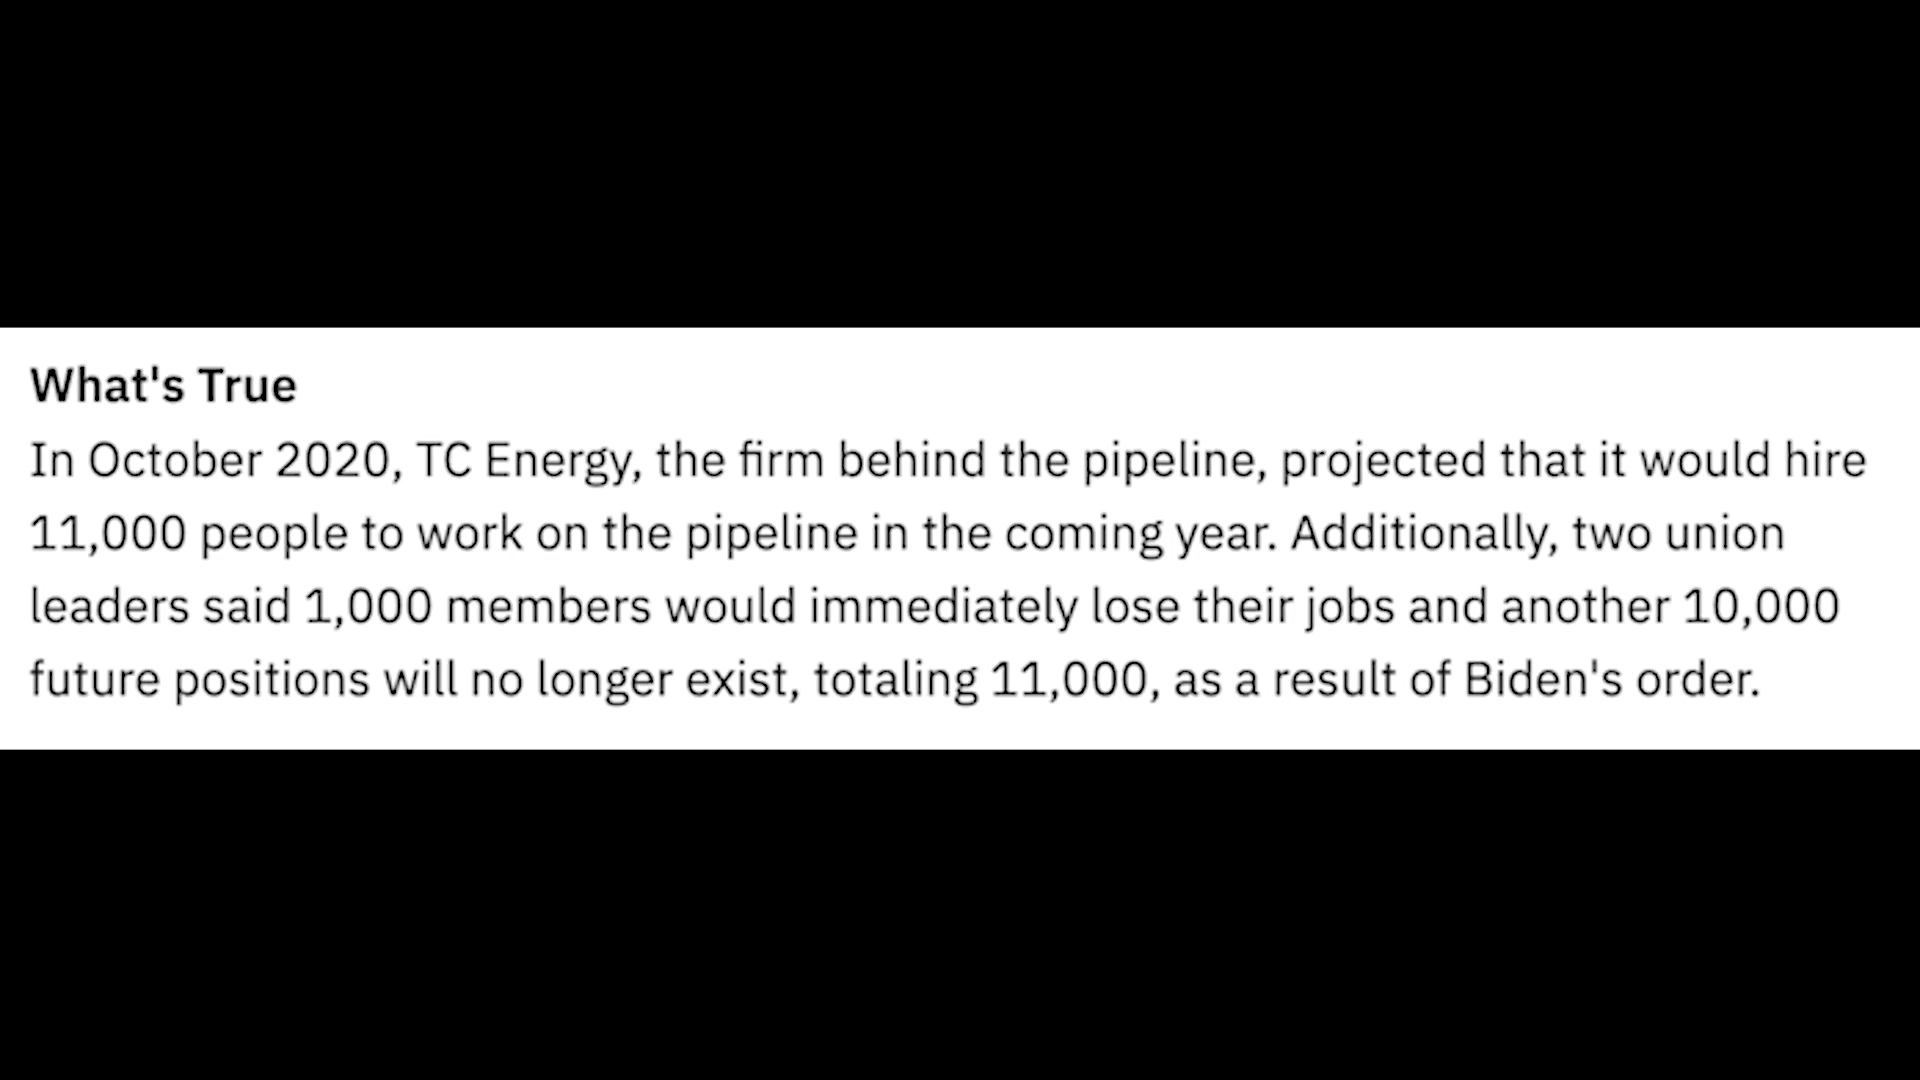 What's True
In October 2020, TC Energy, the firm behind the pipeline, projected that it would hire
11,000 people to work on the pipeline in the coming year. Additionally, two union
leaders said 1,000 members would immediately lose their jobs and another 10,000
future positions will no longer exist, totaling 11,000, as a result of Biden's order.